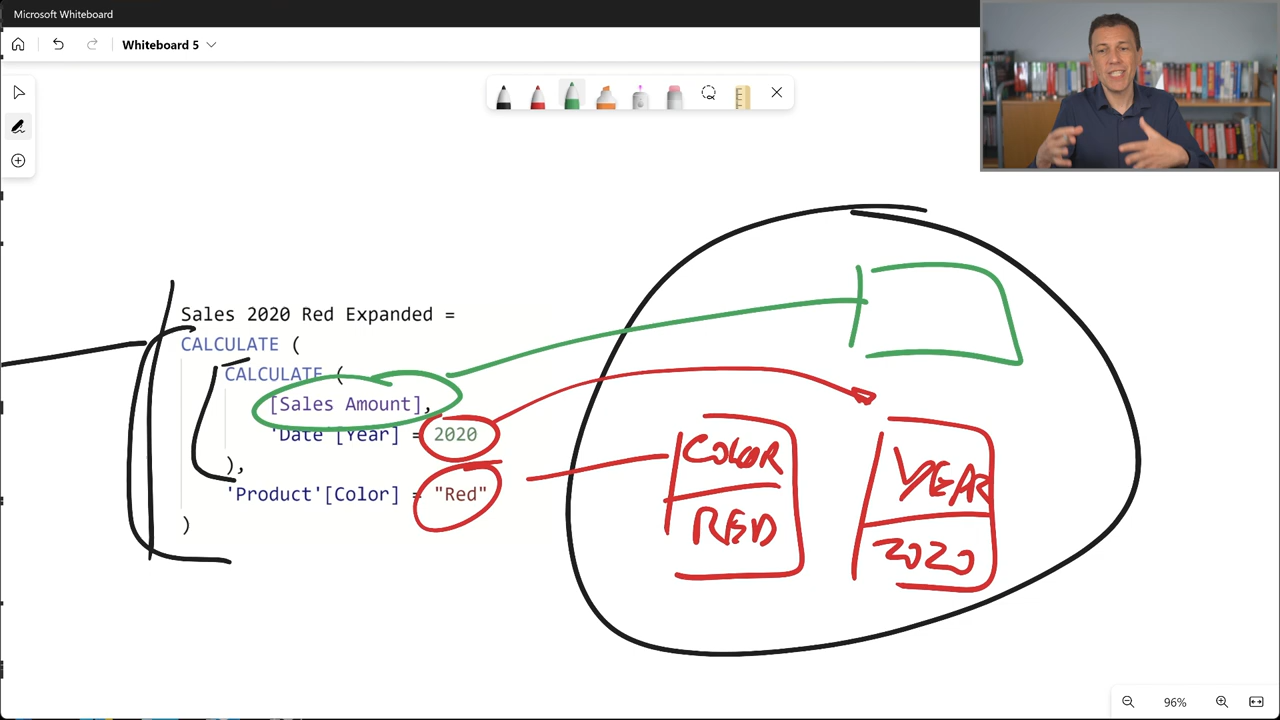 Microsoft Whiteboard
Whiteboard 5
Sales 2020 Red Expanded =
CALCULATE (
CALCULATE (
[Sales Amount],
'Date'[Year] = 2020
),
'Product'[Color] = "Red"
)
COLOR
RED
YEAR
2020
96%